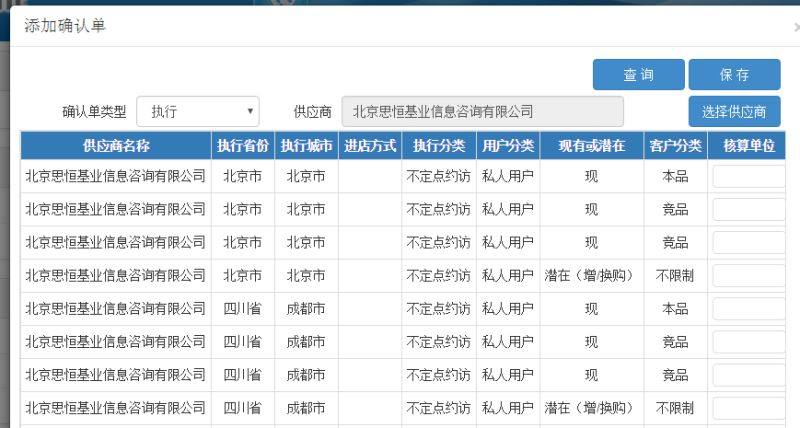 添加确认单
查 询 保 存
确认单类型 执行 供应商 北京思恒基业信息咨询有限公司 选择供应商
供应商名称 执行省份 执行城市 进店方式 执行分类 用户分类 现有或潜在 客户分类 核算单位
北京思恒基业信息咨询有限公司 北京市 北京市 不定点约访 私人用户 现 本品
北京思恒基业信息咨询有限公司 北京市 北京市 不定点约访 私人用户 现 竞品
北京思恒基业信息咨询有限公司 北京市 北京市 不定点约访 私人用户 现 竞品
北京思恒基业信息咨询有限公司 北京市 北京市 不定点约访 私人用户 潜在（增/换购） 不限制
北京思恒基业信息咨询有限公司 四川省 成都市 不定点约访 私人用户 现 本品
北京思恒基业信息咨询有限公司 四川省 成都市 不定点约访 私人用户 现 竞品
北京思恒基业信息咨询有限公司 四川省 成都市 不定点约访 私人用户 现 竞品
北京思恒基业信息咨询有限公司 四川省 成都市 不定点约访 私人用户 潜在（增/换购） 不限制